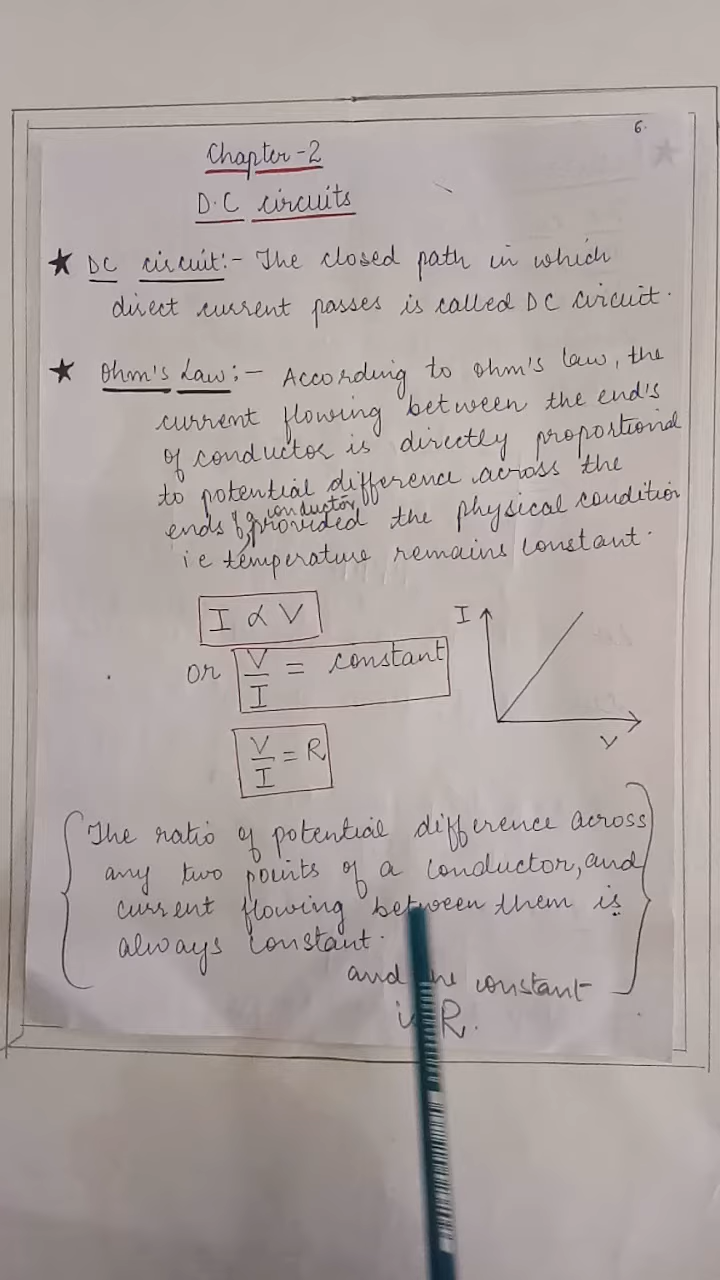 6.
Chapter-2
D.C circuits
★ DC circuit:- The closed path in which
direct current passes is called DC circuit.
★ Ohm's Law:- According to ohm's law, the
current flowing between the end's
of conductor is directly proportional
to potential difference across the
ends of a conductor, provided the physical condition
i.e temperature remains constant.
I ∝ V
or V/I = constant
V/I = R
I
V
{The ratio of potential difference across
any two points of a conductor, and
current flowing between them is
always constant.}
and the constant
is R.